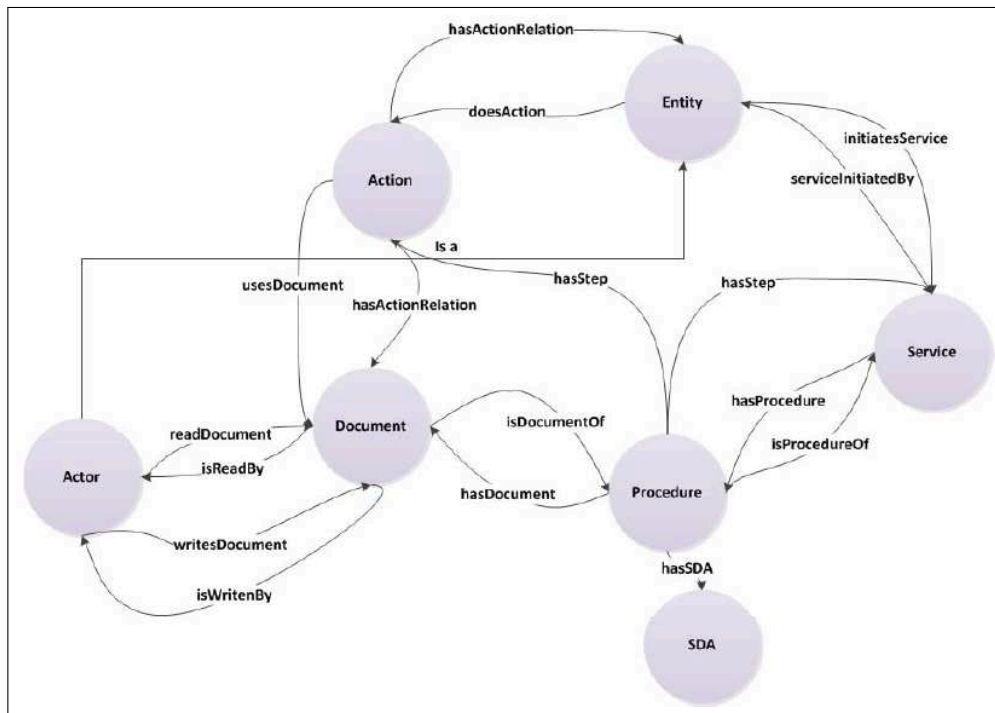 hasActionRelation
Entity
doesAction
initiatesService
serviceInitiatedBy
Action
Is a
hasStep
hasStep
usesDocument
hasActionRelation
Service
hasProcedure
Document
isDocumentOf
readDocument
isProcedureOf
isReadBy
Actor
hasDocument
Procedure
writesDocument
hasSDA
isWritenBy
SDA